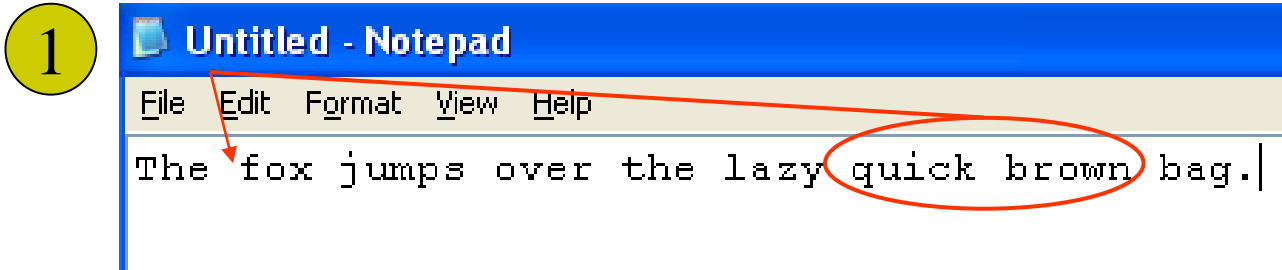 1
Untitled - Notepad
File Edit Format View Help
The fox jumps over the lazy quick brown bag.